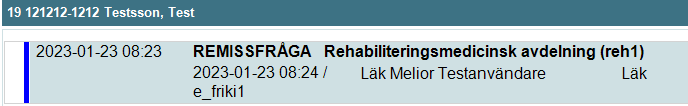 19 121212-1212 Testsson, Test
2023-01-23 08:23 REMISSFRÅGA Rehabiliteringsmedicinsk avdelning (reh1)
2023-01-23 08:24 / Läk Melior Testanvändare Läk
e_friki1